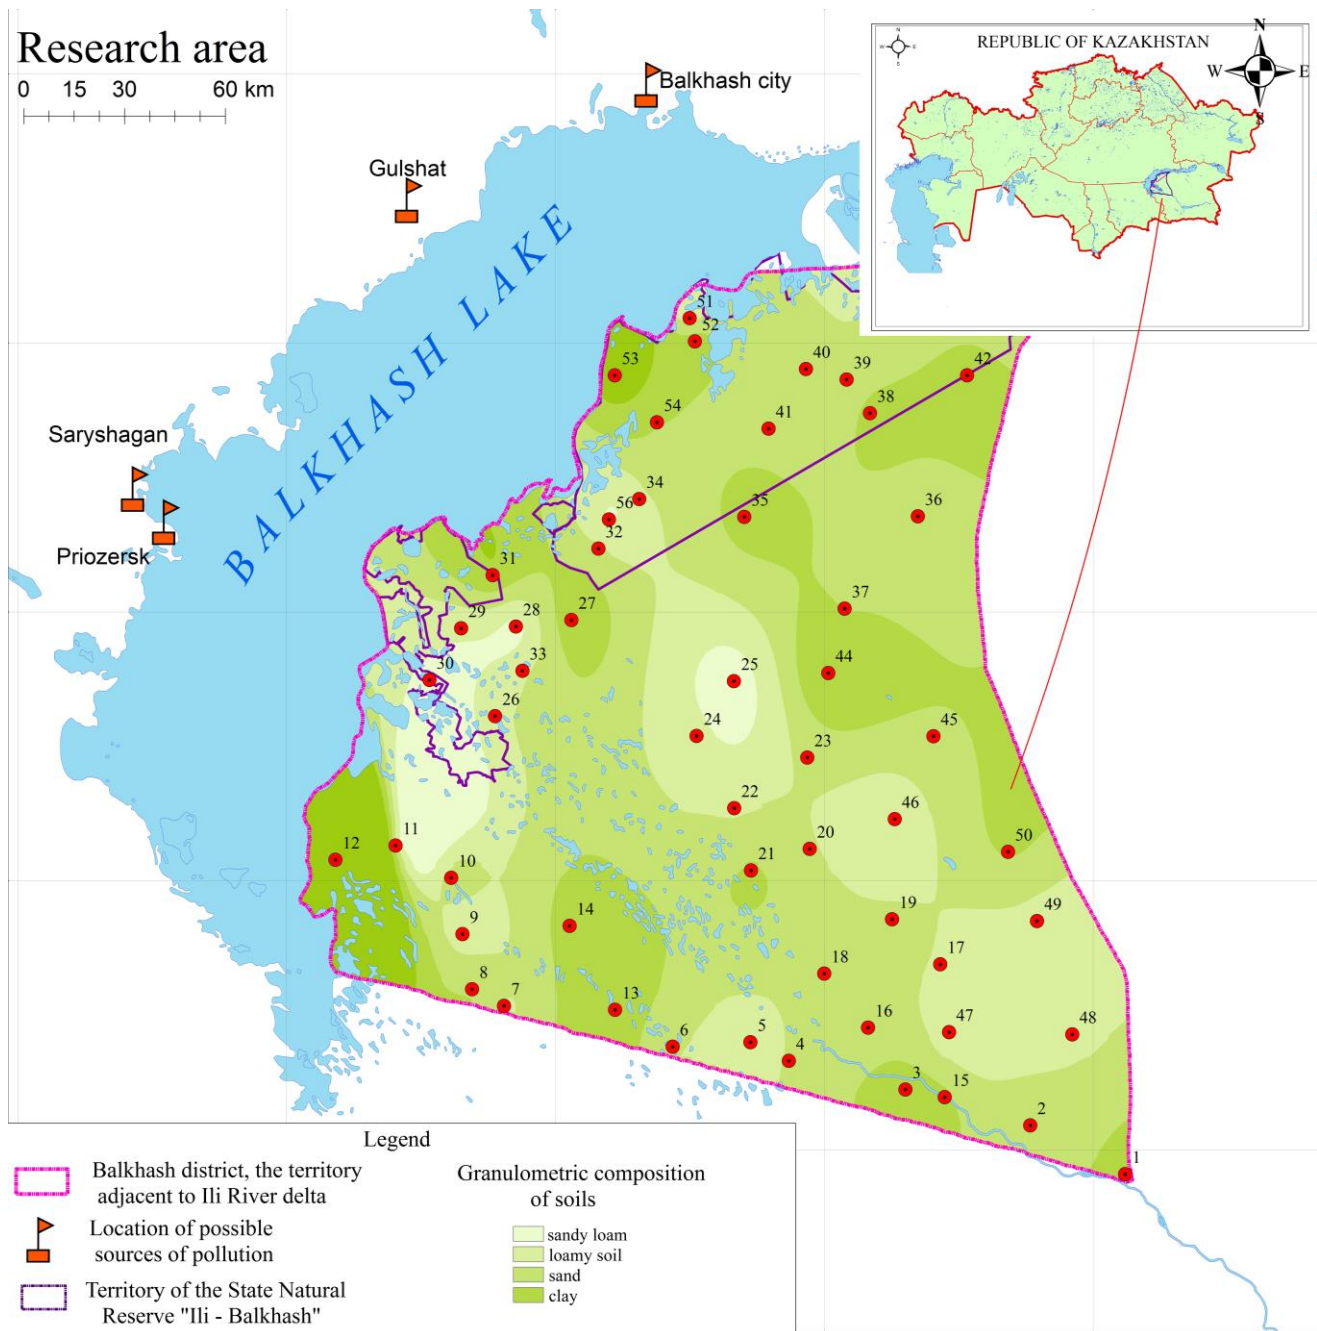 Research area
0 15 30 60 km
Balkhash city
Gulshat
Saryshagan
Priozersk
BALKHASH LAKE
REPUBLIC OF KAZAKHSTAN
N
W E
S
N
W E
S
51
52
53
40
39
42
38
54
41
34
56
35
36
32
31
37
27
28
29
33
44
30
25
26
24
45
23
22
46
20
50
11
12
21
10
14
19
49
9
17
18
8
7
13
16
47
48
5
6
4
3
15
2
1
Legend
Balkhash district, the territory
adjacent to Ili River delta
Location of possible
sources of pollution
Territory of the State Natural
Reserve "Ili - Balkhash"
Granulometric composition
of soils
sandy loam
loamy soil
sand
clay